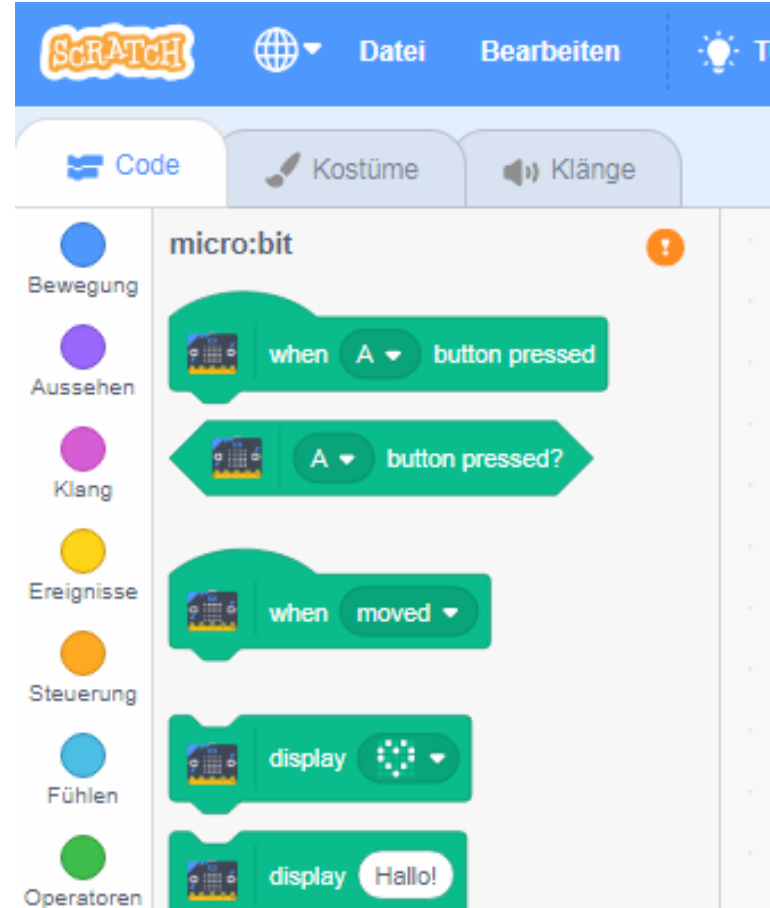 SCRATCH Datei Bearbeiten
Code Kostüme Klänge
micro:bit
Bewegung
when A button pressed
Aussehen
A button pressed?
Klang
Ereignisse
when moved
Steuerung
display
Fühlen
display Hallo!
Operatoren